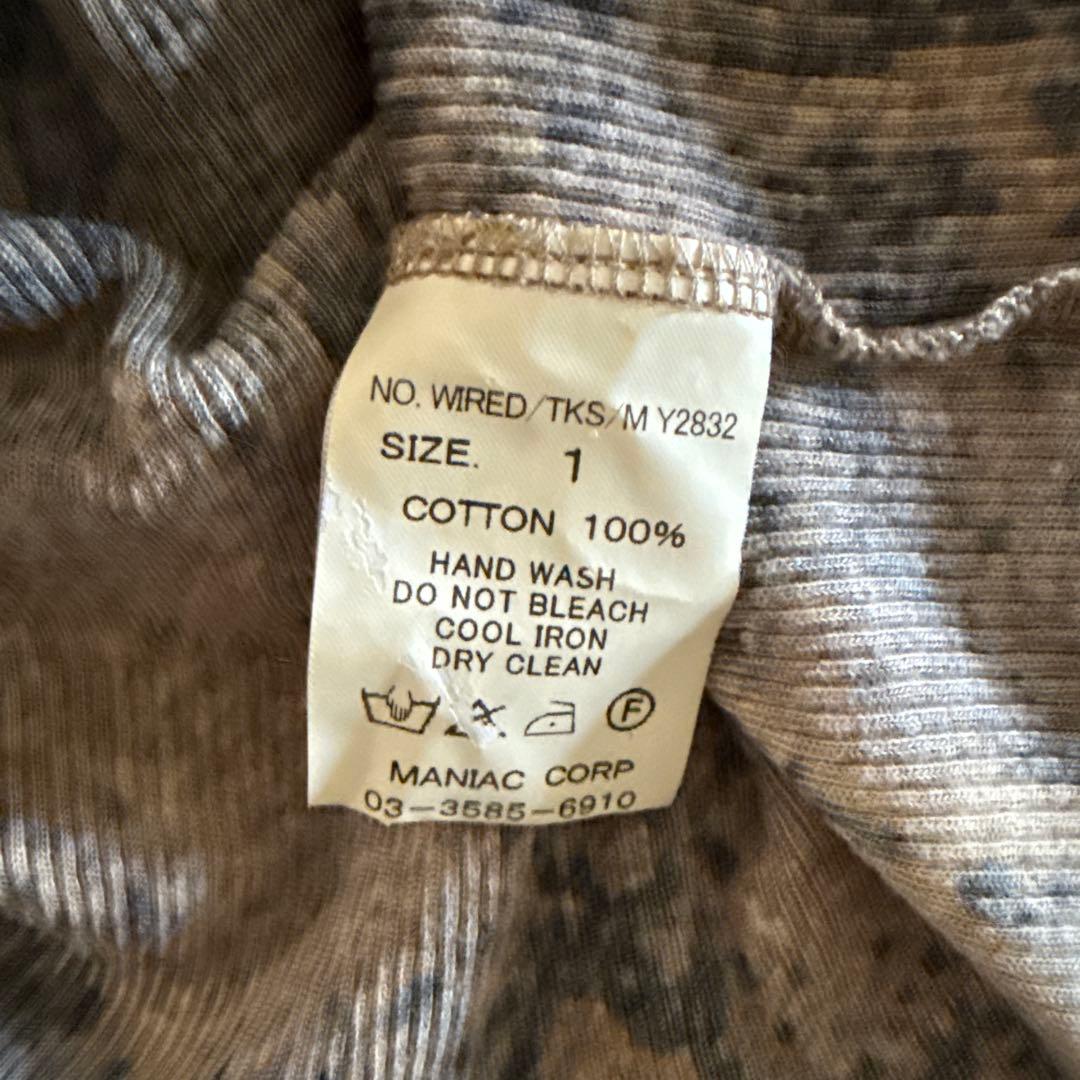 NO. WIRED/TKS/M Y2832
SIZE. 1
COTTON 100%
HAND WASH
DO NOT BLEACH
COOL IRON
DRY CLEAN
F
MANIAC CORP
03-3585-6910